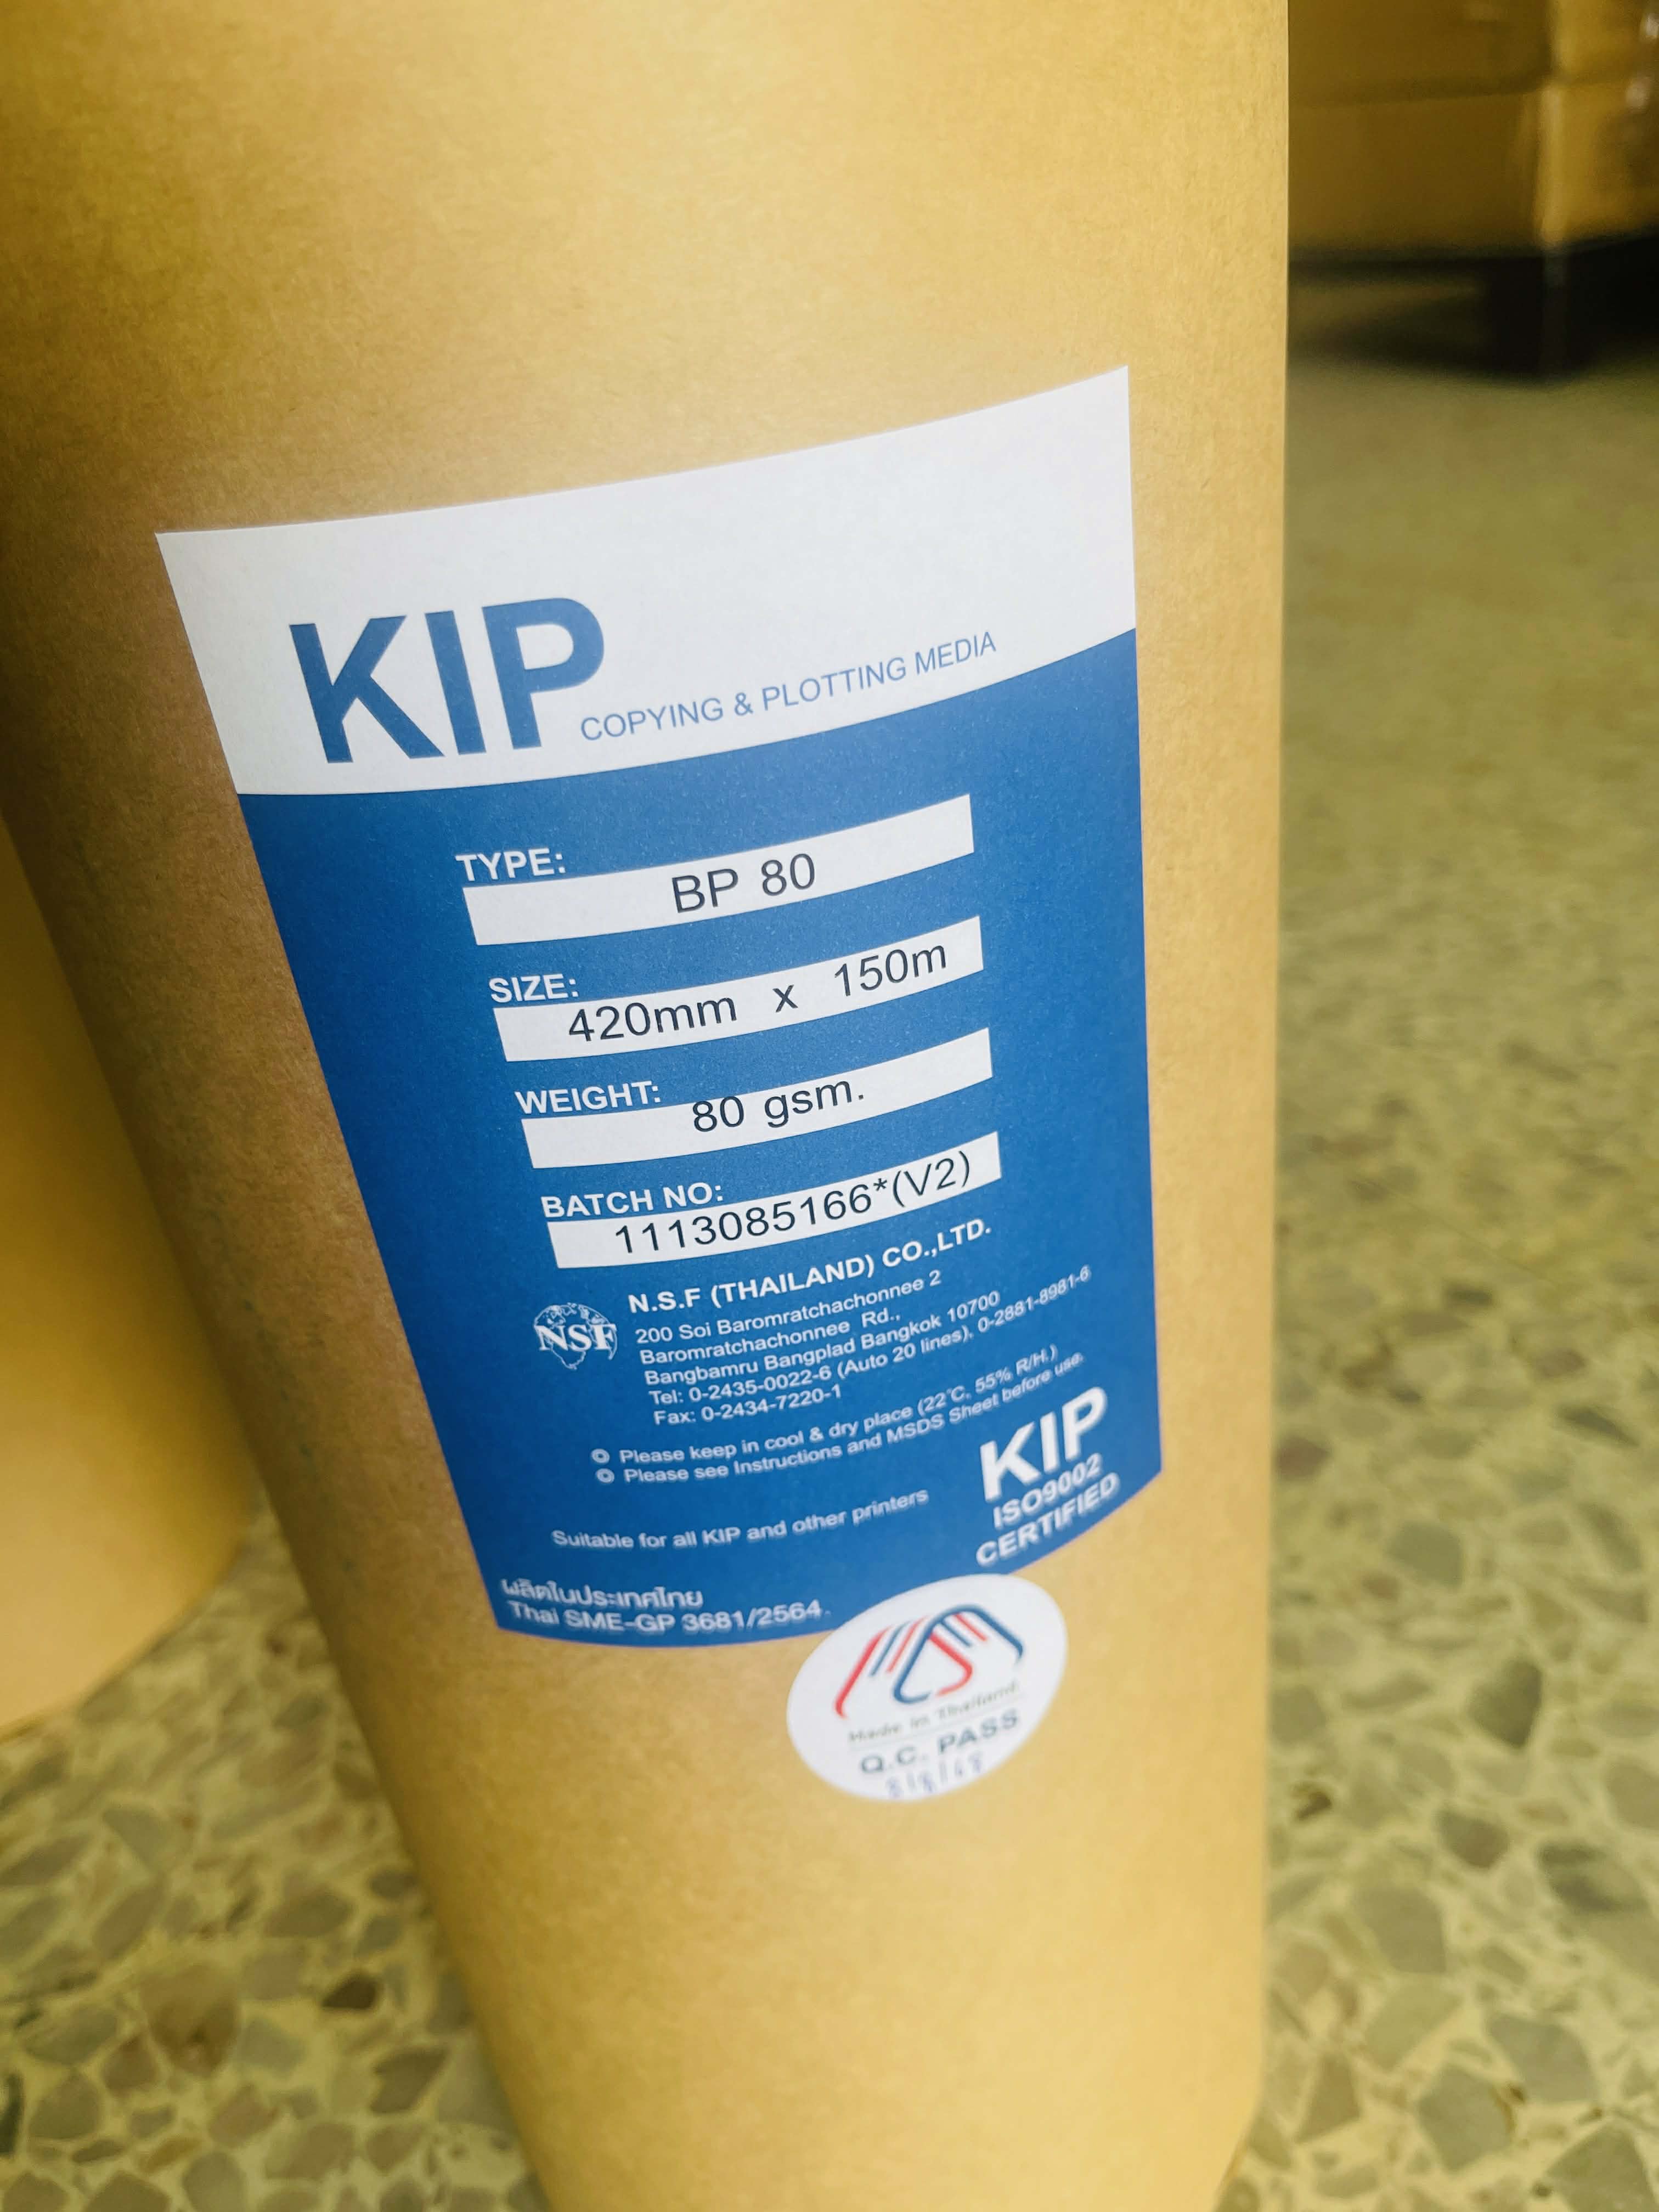 KIP
COPYING & PLOTTING MEDIA
TYPE:
BP 80
SIZE:
420mm x 150m
WEIGHT:
80 gsm.
BATCH NO:
1113085166*(V2)
NSF
N.S.F (THAILAND) CO.,LTD.
200 Soi Baromratchachonnee 2
Baromratchachonnee Rd.,
Bangbamru Bangplad Bangkok 10700
Tel: 0-2435-0022-6 (Auto 20 lines), 0-2881-8981-6
Fax: 0-2434-7220-1
Please keep in cool & dry place (22°C, 55% R/H.)
Please see Instructions and MSDS Sheet before use.
Suitable for all KIP and other printers
KIP
ISO9002
CERTIFIED
ผลิตในประเทศไทย
Thai SME-GP 3681/2564
Made in Thailand
Q.C. PASS